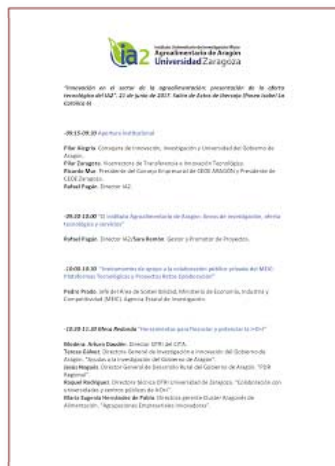 ia2
Instituto Universitario de Investigación Mixto
Agroalimentario de Aragón
Universidad Zaragoza
"Innovación en el sector de la agroalimentación: presentación de la oferta
tecnológica del IA2". 21 de junio de 2017. Salón de Actos de Ibercaja (Paseo Isabel La
Católica 6)
-09:15-09:30 Apertura institucional
Pilar Alegría. Consejera de Innovación, Investigación y Universidad del Gobierno de
Aragón.
Pilar Zaragoza. Vicerrectora de Transferencia e Innovación Tecnológica
Ricardo Mur. Presidente del Consejo Empresarial de CEOE ARAGÓN y Presidente de
CEOE Zaragoza.
Rafael Pagán. Director IA2
-09:30-10:00 "El Instituto Agroalimentario de Aragón: líneas de investigación, oferta
tecnológica y servicios"
Rafael Pagán. Director IA2/Sara Remón. Gestor y Promotor de Proyectos.
-10:00-10:30 "Instrumentos de apoyo a la colaboración público privada del MEIC:
Plataformas Tecnológicas y Proyectos Retos Colaboración"
Pedro Prado. Jefe del Área de Sostenibilidad, Ministerio de Economía, Industria y
Competitividad (MEIC). Agencia Estatal de Investigación.
-10:30-11:30 Mesa Redonda "Herramientas para financiar y potenciar la I+D+i"
Modera: Arturo Daudén. Director OTRI del CITA.
Teresa Gálvez. Directora General de Investigación e Innovación del Gobierno de
Aragón. "Ayudas a la investigación del Gobierno de Aragón".
Jesús Nogués. Director General de Desarrollo Rural del Gobierno de Aragón. "PDR
Regional".
Raquel Rodríguez. Directora técnica OTRI Universidad de Zaragoza. "Colaboración con
universidades y centros públicos de I+D+i".
María Eugenia Hernández de Pablo. Directora gerente Cluster Aragonés de
Alimentación. "Agrupaciones Empresariales Innovadoras".